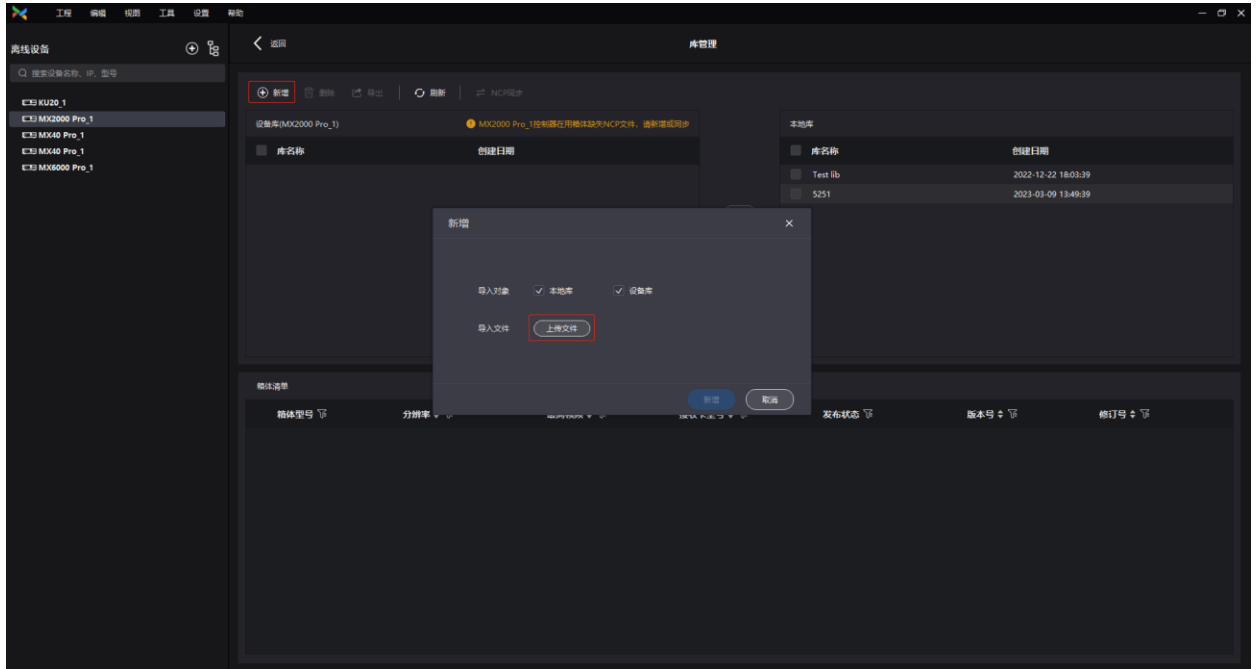 工程 编辑 视图 工具 设置 帮助
离线设备
搜索设备名称、IP、型号
KU20_1
MX2000 Pro_1
MX40 Pro_1
MX40 Pro_1
MX6000 Pro_1
返回
库管理
新增 删除 导出 刷新 NCP同步
设备库(MX2000 Pro_1)
MX2000 Pro_1控制器在用箱体缺失NCP文件，请新增或同步
库名称 创建日期
本地库
库名称 创建日期
Test lib 2022-12-22 18:03:39
5251 2023-03-09 13:49:39
新增
导入对象 本地库 设备库
导入文件 上传文件
新增 取消
箱体清单
箱体型号 分辨率 发布状态 版本号 修订号